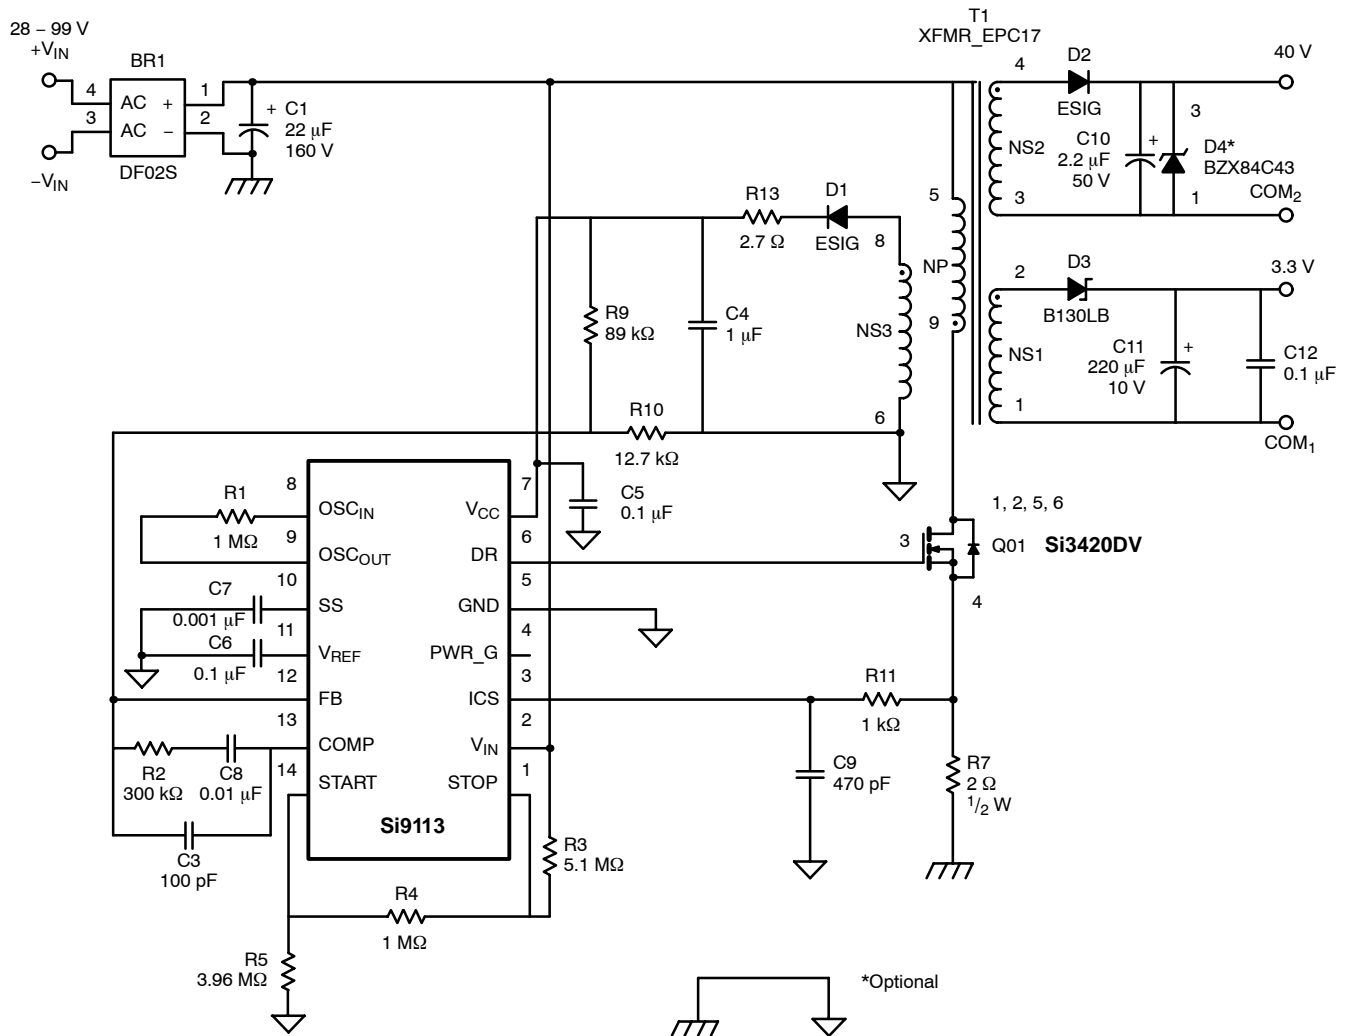 28 – 99 V
+VIN
–VIN
BR1
4
3
AC +
AC –
1
2
DF02S
+ C1
22 μF
160 V
T1
XFMR_EPC17
4
D2
ESIG
40 V
NS2
3
C10
2.2 μF
50 V
+
3
D4*
BZX84C43
1
COM2
5
NP
9
2
D3
B130LB
3.3 V
NS1
1
C11
220 μF
10 V
+
C12
0.1 μF
COM1
R13
2.7 Ω
D1
ESIG
8
NS3
6
R9
89 kΩ
C4
1 μF
R10
12.7 kΩ
C5
0.1 μF
R1
1 MΩ
8
OSCIN
9
OSCOUT
10
SS
11
VREF
12
FB
13
COMP
14
START
7
VCC
6
DR
5
GND
4
PWR_G
3
ICS
2
VIN
1
STOP
Si9113
C7
0.001 μF
C6
0.1 μF
R2
300 kΩ
C8
0.01 μF
C3
100 pF
R4
1 MΩ
R5
3.96 MΩ
R3
5.1 MΩ
1, 2, 5, 6
3
Q01 Si3420DV
4
R11
1 kΩ
C9
470 pF
R7
2 Ω
1/2 W
*Optional